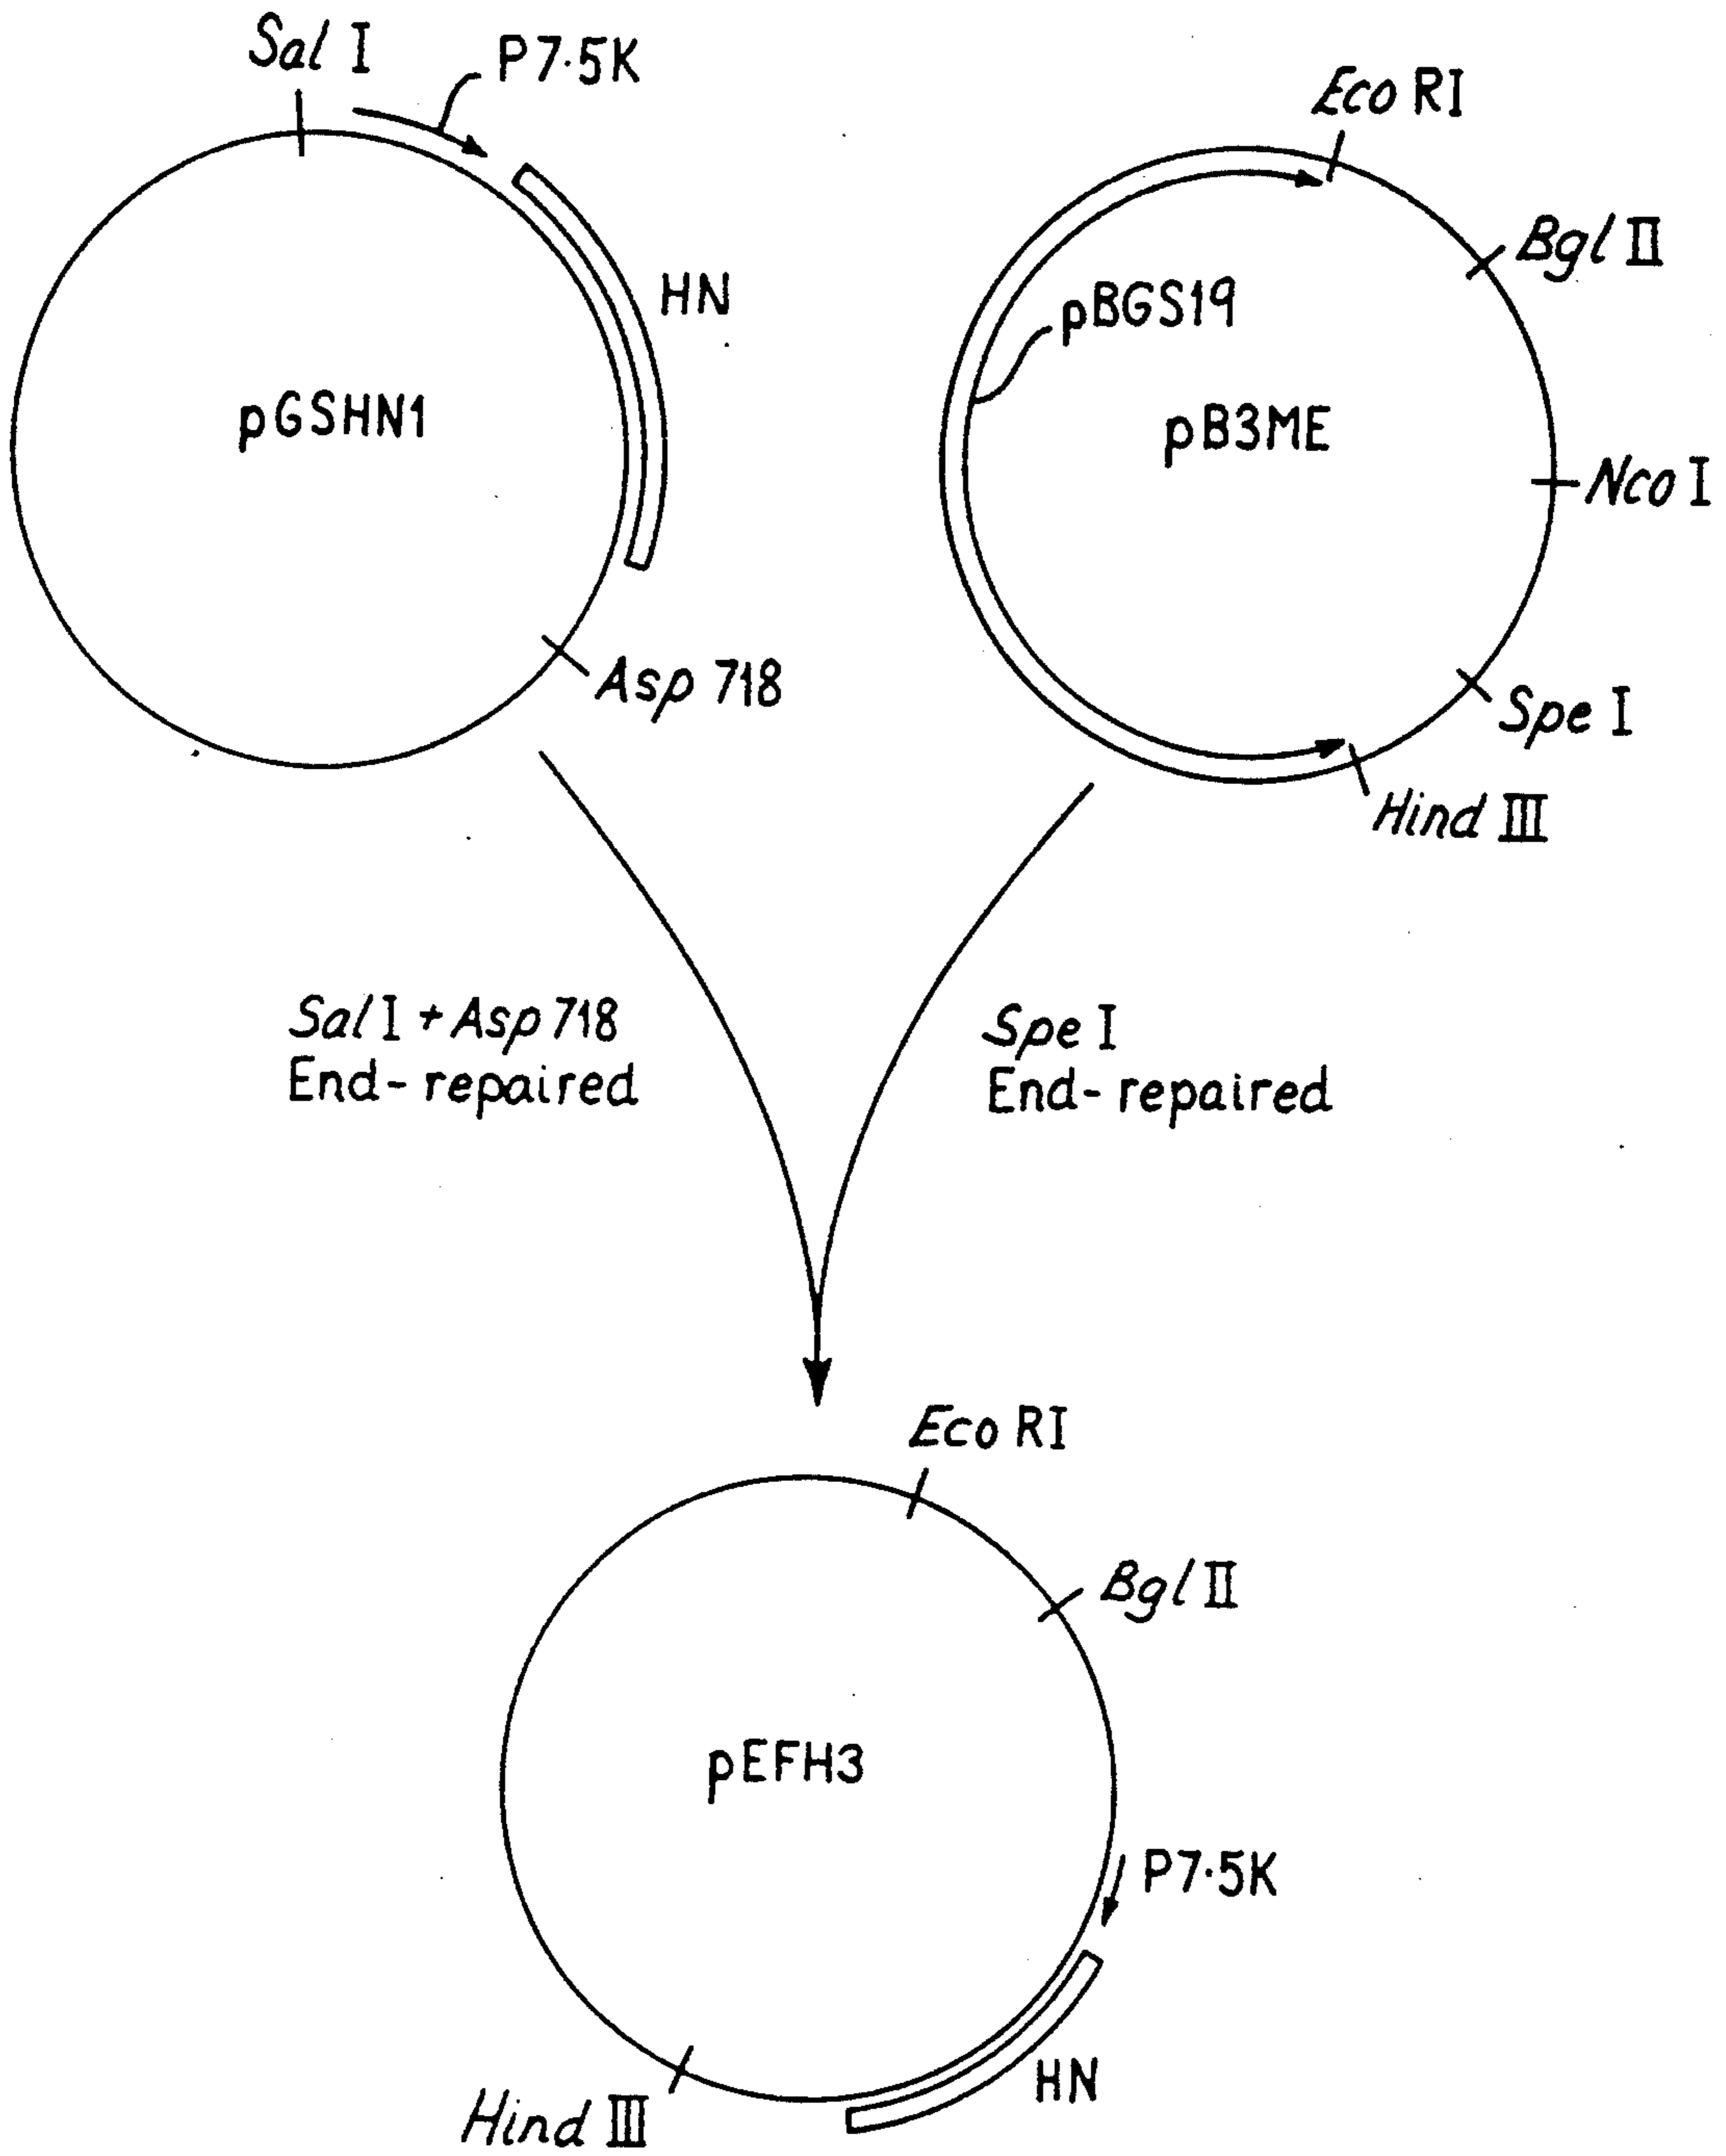 Sal I
P7·5K
HN
pGSHN1
Asp 718
Eco RI
Bgl II
pBGS19
pB3ME
Nco I
Spe I
Hind III
Sal I + Asp 718
End-repaired
Spe I
End-repaired
Eco RI
Bgl II
pEFH3
P7·5K
HN
Hind III